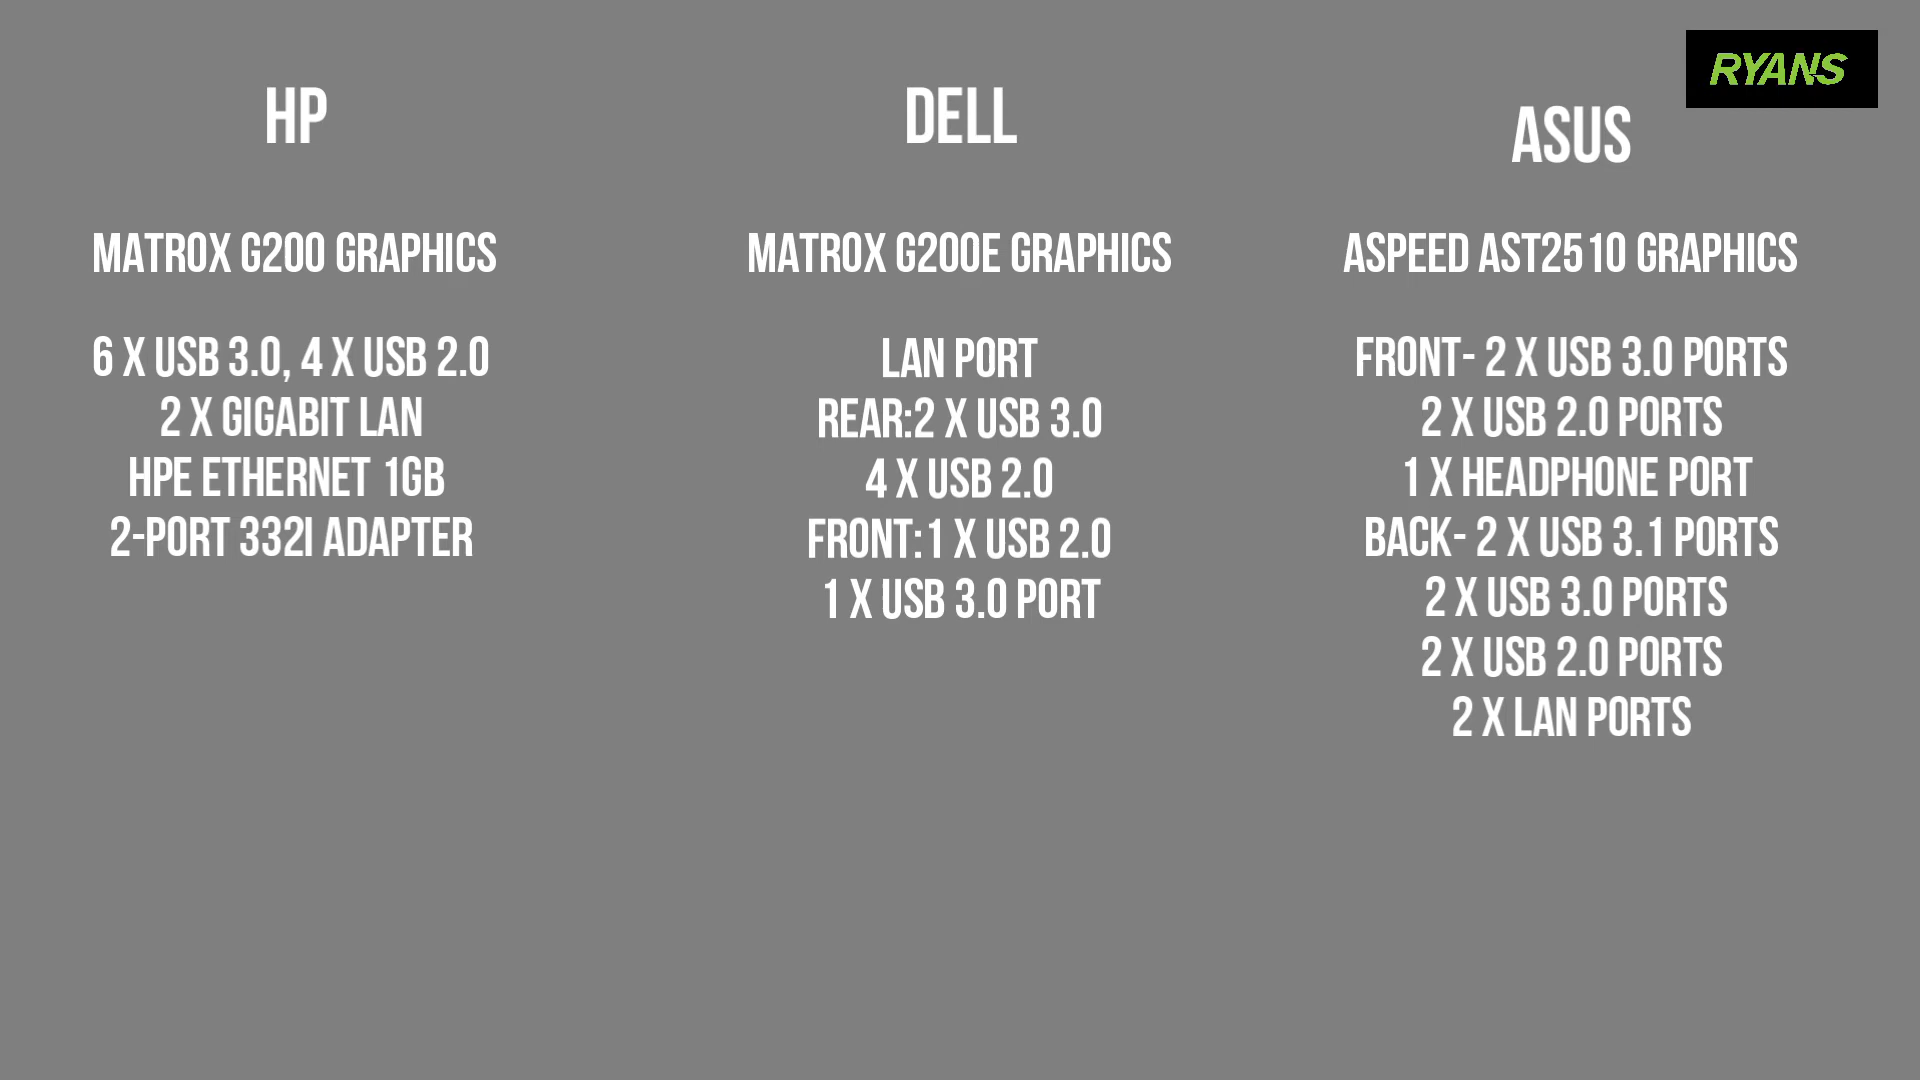 RYANS
HP
MATROX G200 GRAPHICS
6 X USB 3.0, 4 X USB 2.0
2 X GIGABIT LAN
HPE ETHERNET 1GB
2-PORT 332I ADAPTER
DELL
MATROX G200E GRAPHICS
LAN PORT
REAR:2 X USB 3.0
4 X USB 2.0
FRONT:1 X USB 2.0
1 X USB 3.0 PORT
ASUS
ASPEED AST2510 GRAPHICS
FRONT- 2 X USB 3.0 PORTS
2 X USB 2.0 PORTS
1 X HEADPHONE PORT
BACK- 2 X USB 3.1 PORTS
2 X USB 3.0 PORTS
2 X USB 2.0 PORTS
2 X LAN PORTS